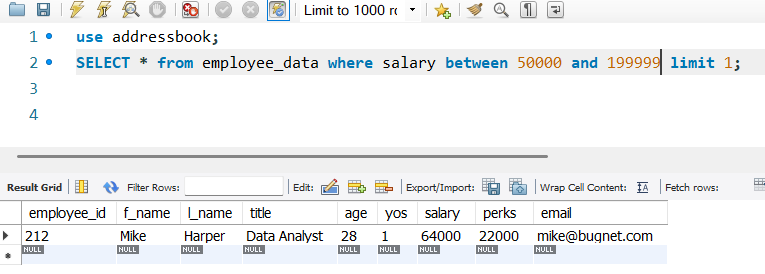 Limit to 1000 rc
1 use addressbook;
2 SELECT * from employee_data where salary between 50000 and 199999 limit 1;
3
4
Result Grid Filter Rows: Edit: Export/Import: Wrap Cell Content: IA Fetch rows:
employee_id f_name l_name title age yos salary perks email
212 Mike Harper Data Analyst 28 1 64000 22000 mike@bugnet.com
NULL NULL NULL NULL NULL NULL NULL NULL NULL